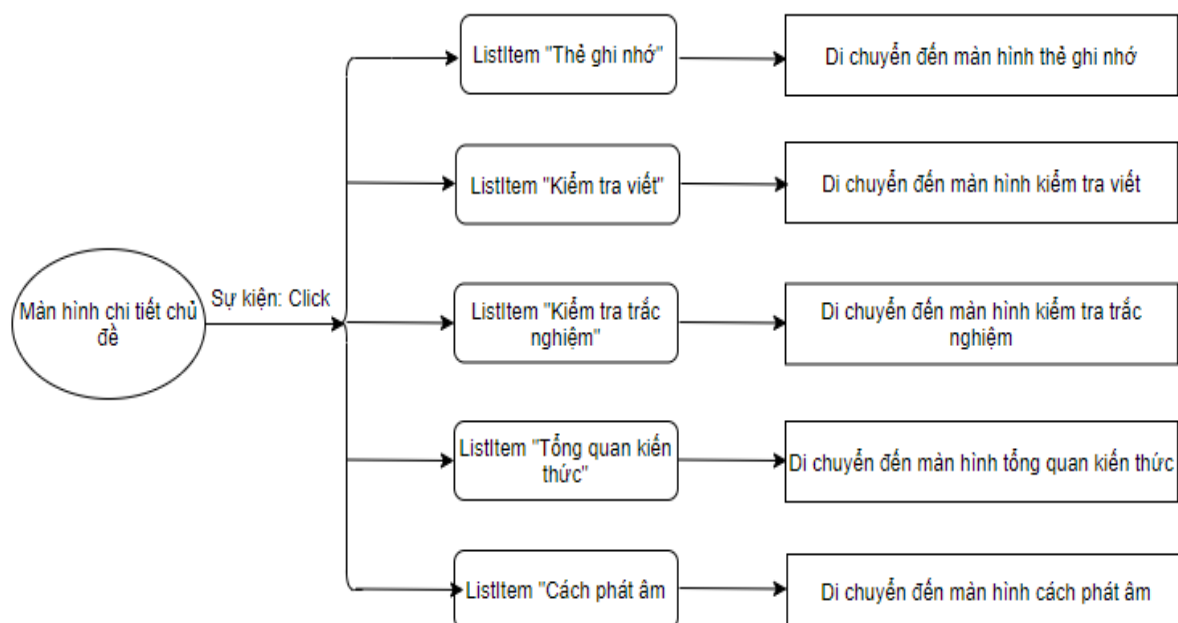 ListItem "Thẻ ghi nhớ"
Di chuyển đến màn hình thẻ ghi nhớ
ListItem "Kiểm tra viết"
Di chuyển đến màn hình kiểm tra viết
Màn hình chi tiết chủ
đề
Sự kiện: Click
ListItem "Kiểm tra trắc
nghiệm"
Di chuyển đến màn hình kiểm tra trắc
nghiệm
ListItem "Tổng quan kiến
thức"
Di chuyển đến màn hình tổng quan kiến thức
ListItem "Cách phát âm
Di chuyển đến màn hình cách phát âm